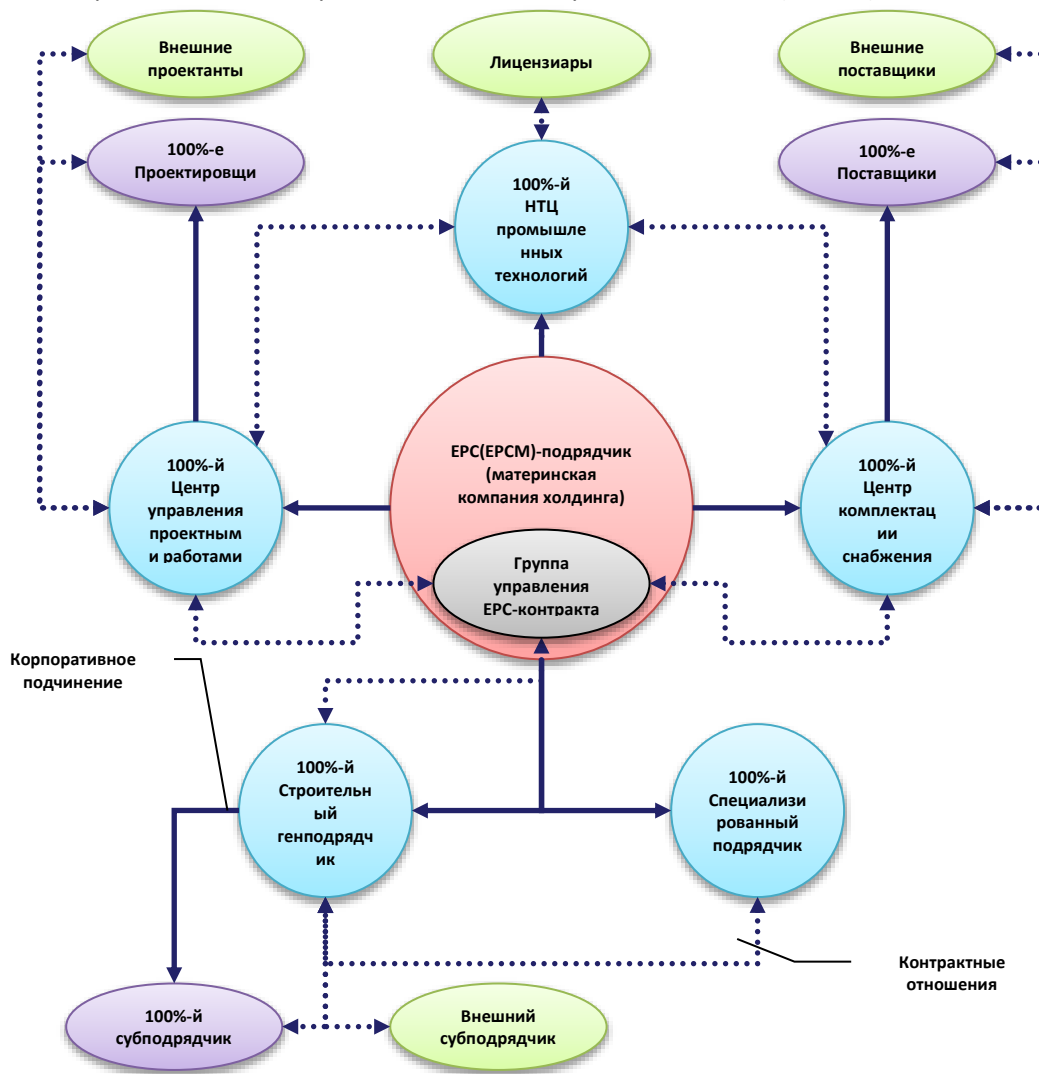 Внешние
проектанты
Лицензиары
Внешние
поставщики
100%-е
Проектировщи
100%-е
Поставщики
100%-й
НТЦ
промышле
нных
технологий
100%-й
Центр
управления
проектным
и работами
EPC(EPCM)-подрядчик
(материнская
компания холдинга)
100%-й
Центр
комплектац
ии
снабжения
Группа
управления
EPC-контракта
Корпоративное
подчинение
100%-й
Строительн
ый
генподрядч
ик
100%-й
Специализи
рованный
подрядчик
Контрактные
отношения
100%-й
субподрядчик
Внешний
субподрядчик